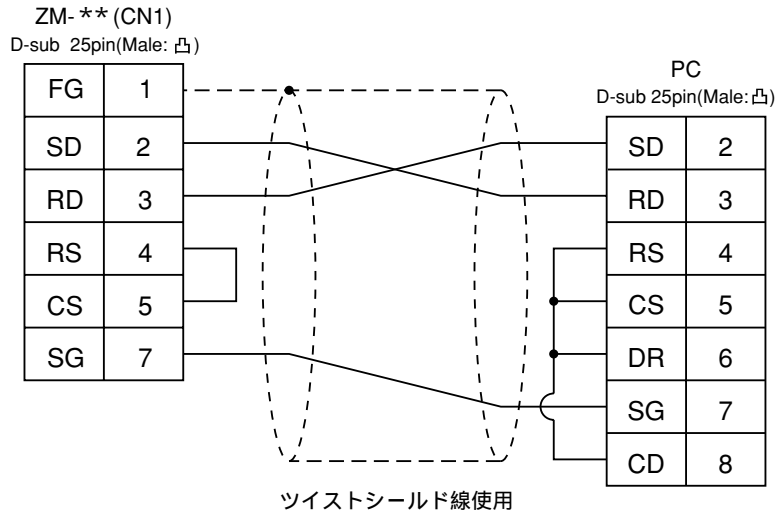 ZM-** (CN1)
D-sub 25pin(Male: 凸)
FG 1
SD 2
RD 3
RS 4
CS 5
SG 7
PC
D-sub 25pin(Male:凸)
SD 2
RD 3
RS 4
CS 5
DR 6
SG 7
CD 8
ツイストシールド線使用